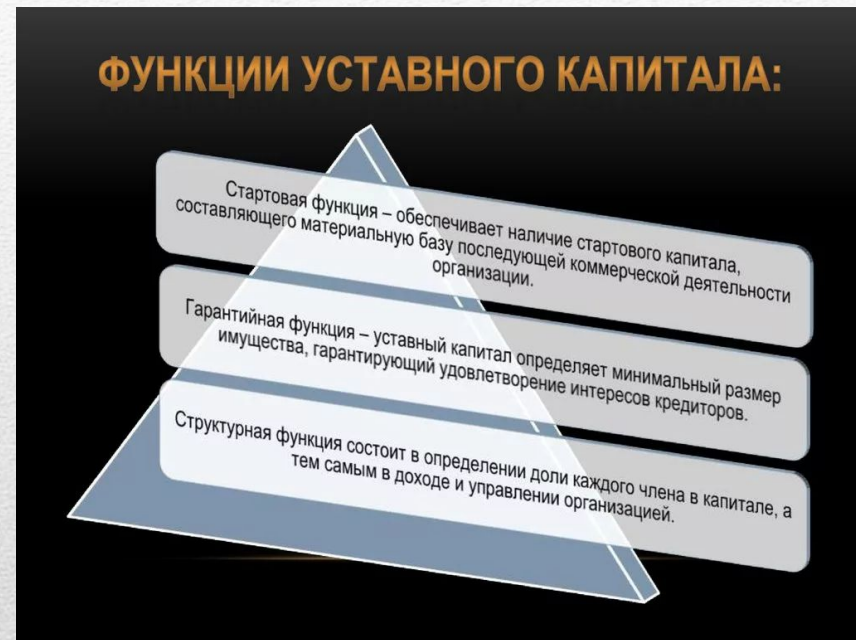 ФУНКЦИИ УСТАВНОГО КАПИТАЛА:
Стартовая функция – обеспечивает наличие стартового капитала,
составляющего материальную базу последующей коммерческой деятельности
организации.
Гарантийная функция – уставный капитал определяет минимальный размер
имущества, гарантирующий удовлетворение интересов кредиторов.
Структурная функция состоит в определении доли каждого члена в капитале, а
тем самым в доходе и управлении организацией.